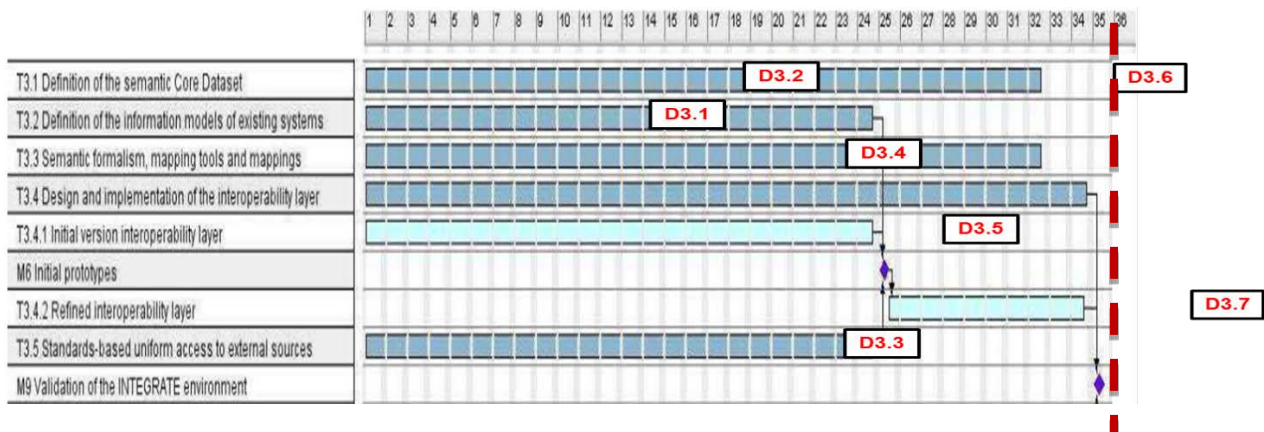 1 2 3 4 5 6 7 8 9 10 11 12 13 14 15 16 17 18 19 20 21 22 23 24 25 26 27 28 29 30 31 32 33 34 35 36
T3.1 Definition of the semantic Core Dataset
D3.2
D3.6
T3.2 Definition of the information models of existing systems
D3.1
T3.3 Semantic formalism, mapping tools and mappings
D3.4
T3.4 Design and implementation of the interoperability layer
T3.4.1 Initial version interoperability layer
D3.5
M6 Initial prototypes
T3.4.2 Refined interoperability layer
D3.7
T3.5 Standards-based uniform access to external sources
D3.3
M9 Validation of the INTEGRATE environment